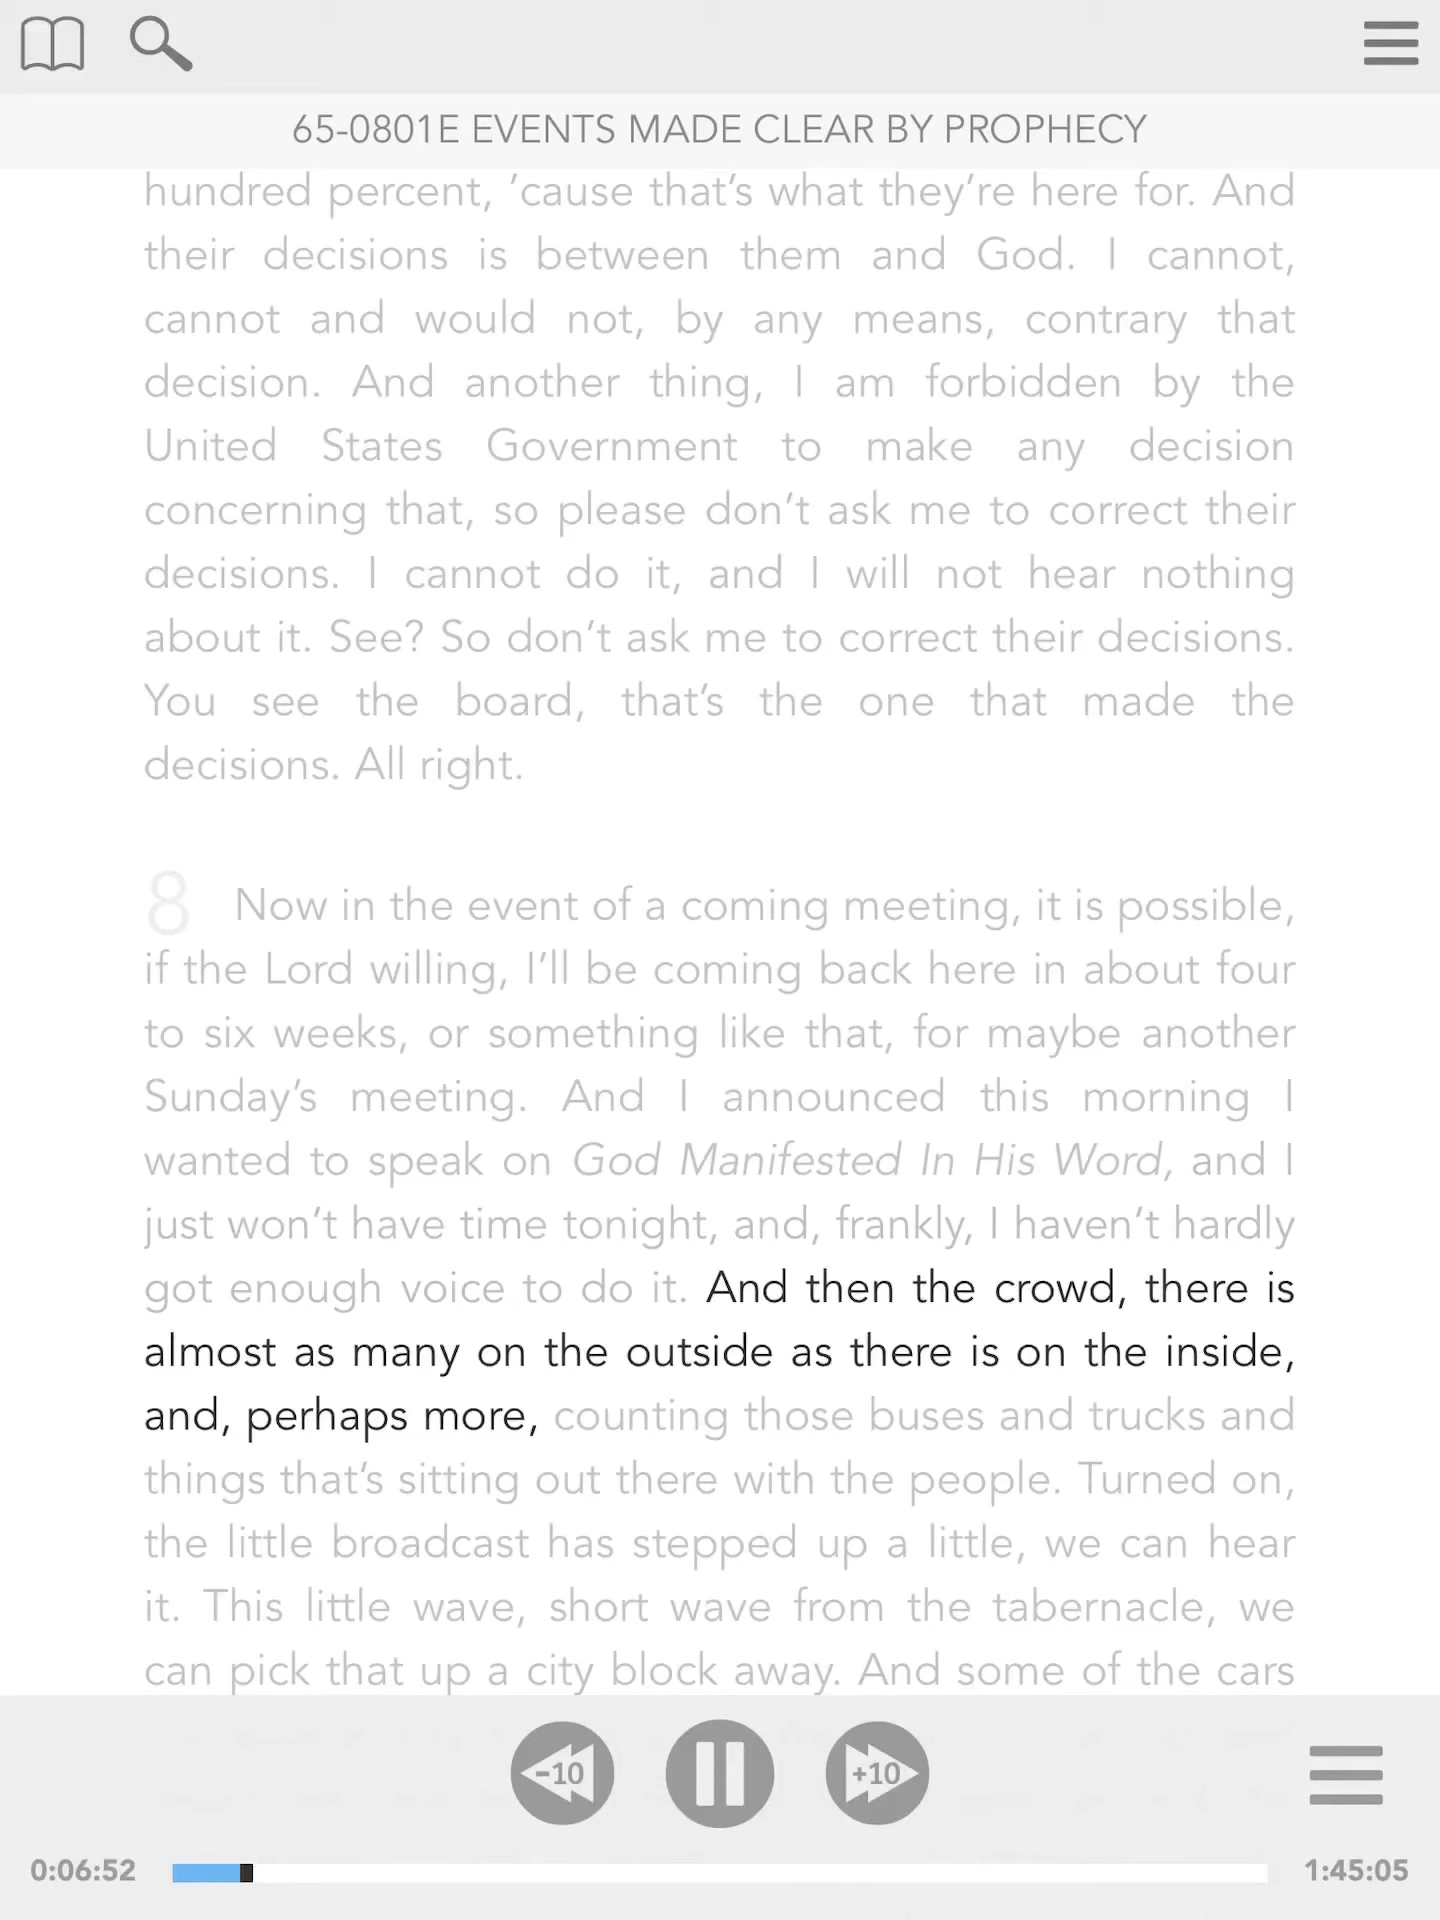 65-0801E EVENTS MADE CLEAR BY PROPHECY
hundred percent, ’cause that’s what they’re here for. And
their decisions is between them and God. I cannot,
cannot and would not, by any means, contrary that
decision. And another thing, I am forbidden by the
United States Government to make any decision
concerning that, so please don’t ask me to correct their
decisions. I cannot do it, and I will not hear nothing
about it. See? So don’t ask me to correct their decisions.
You see the board, that’s the one that made the
decisions. All right.
8 Now in the event of a coming meeting, it is possible,
if the Lord willing, I’ll be coming back here in about four
to six weeks, or something like that, for maybe another
Sunday’s meeting. And I announced this morning I
wanted to speak on God Manifested In His Word, and I
just won’t have time tonight, and, frankly, I haven’t hardly
got enough voice to do it. And then the crowd, there is
almost as many on the outside as there is on the inside,
and, perhaps more, counting those buses and trucks and
things that’s sitting out there with the people. Turned on,
the little broadcast has stepped up a little, we can hear
it. This little wave, short wave from the tabernacle, we
can pick that up a city block away. And some of the cars
-10 +10
0:06:52 1:45:05